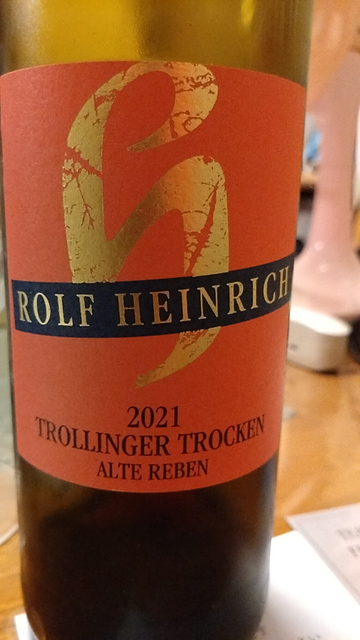 ROLF HEINRICH
2021
TROLLINGER TROCKEN
ALTE REBEN